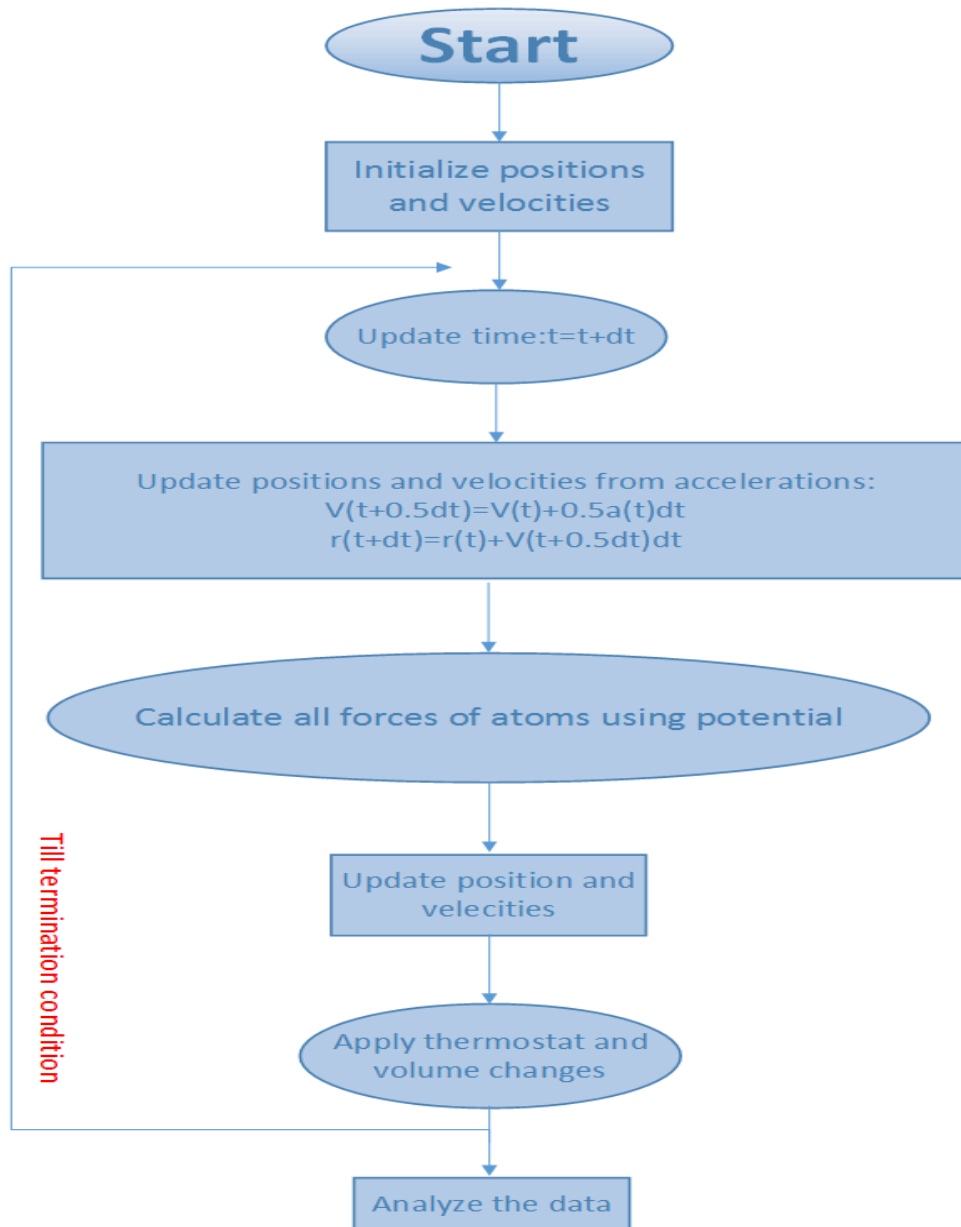 Start
Initialize positions
and velocities
Update time:t=t+dt
Update positions and velocities from accelerations:
V(t+0.5dt)=V(t)+0.5a(t)dt
r(t+dt)=r(t)+V(t+0.5dt)dt
Calculate all forces of atoms using potential
Till termination condition
Update position and
velecities
Apply thermostat and
volume changes
Analyze the data